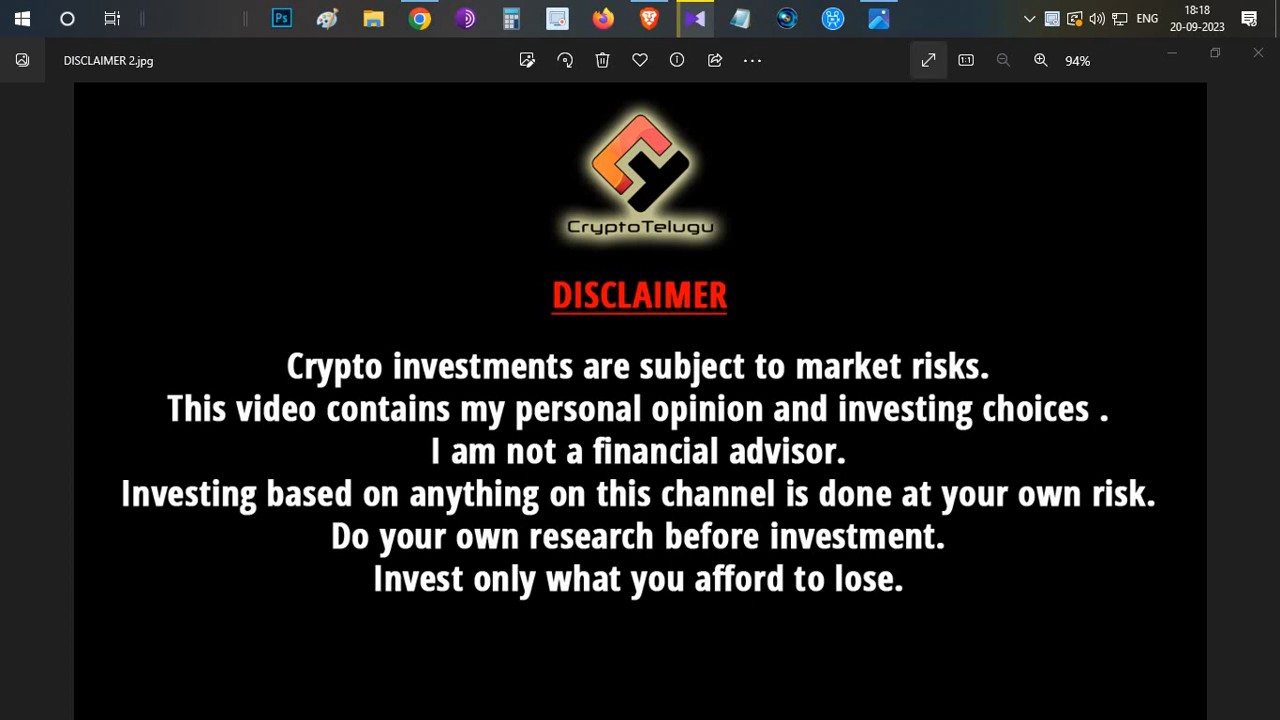 Ps
18:18
ENG
20-09-2023
DISCLAIMER 2.jpg
1:1
94%
CryptoTelugu
DISCLAIMER
Crypto investments are subject to market risks.
This video contains my personal opinion and investing choices .
I am not a financial advisor.
Investing based on anything on this channel is done at your own risk.
Do your own research before investment.
Invest only what you afford to lose.